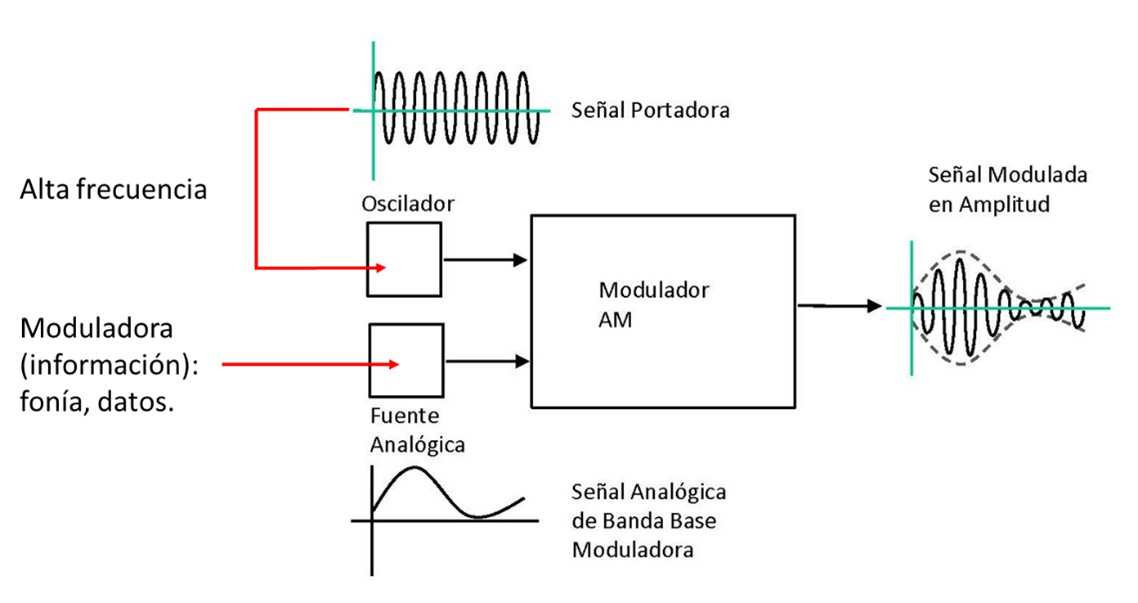 Señal Portadora
Alta frecuencia
Señal Modulada
en Amplitud
Oscilador
Modulador
AM
Moduladora
(información):
fonía, datos.
Fuente
Analógica
Señal Analógica
de Banda Base
Moduladora